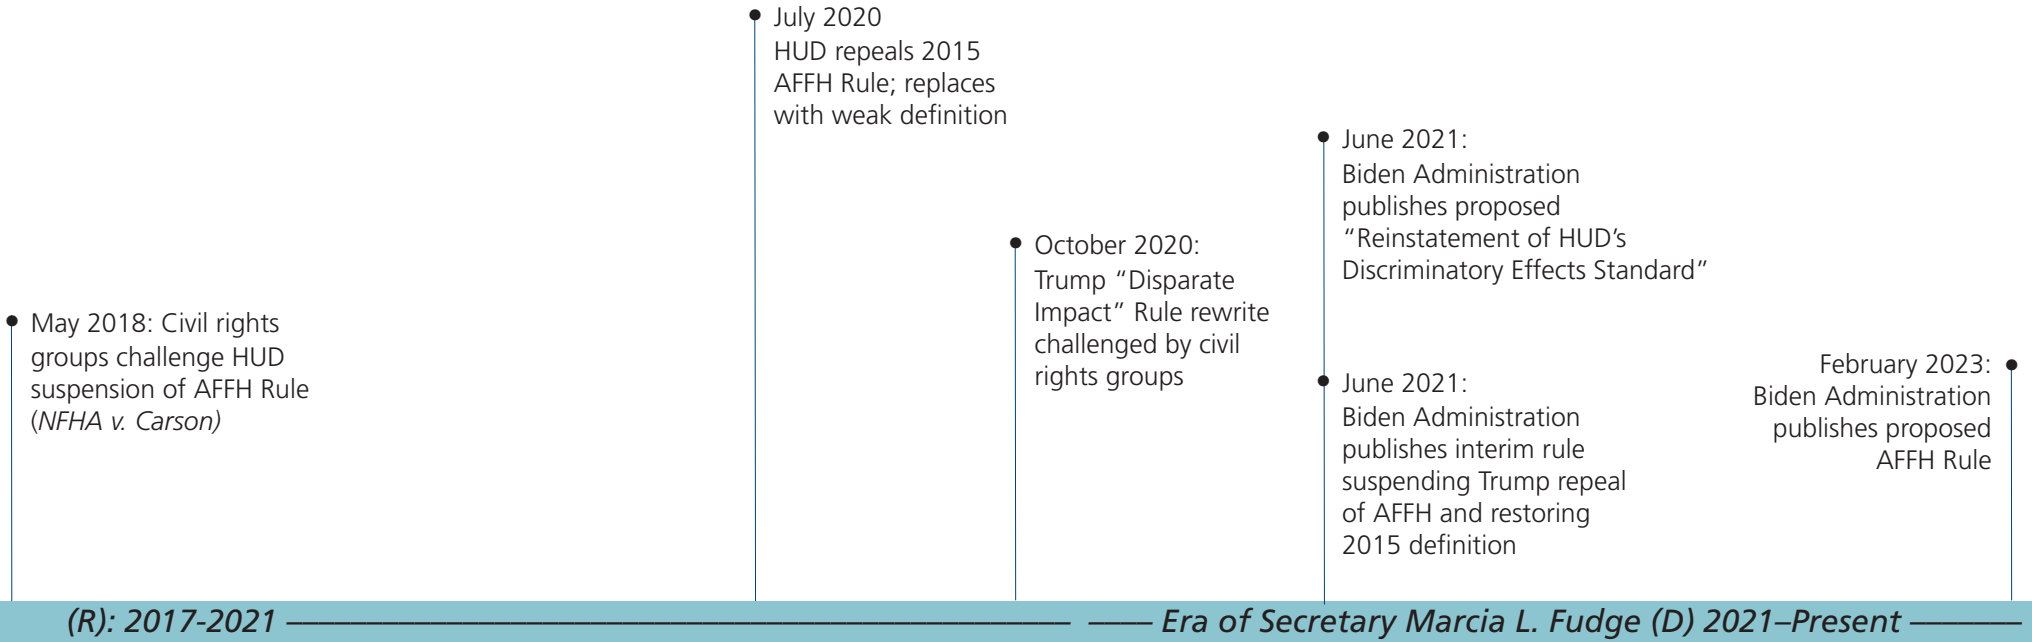 July 2020
HUD repeals 2015
AFFH Rule; replaces
with weak definition
June 2021:
Biden Administration
publishes proposed
“Reinstatement of HUD’s
Discriminatory Effects Standard”
October 2020:
Trump “Disparate
Impact” Rule rewrite
challenged by civil
rights groups
May 2018: Civil rights
groups challenge HUD
suspension of AFFH Rule
(NFHA v. Carson)
June 2021:
Biden Administration
publishes interim rule
suspending Trump repeal
of AFFH and restoring
2015 definition
February 2023:
Biden Administration
publishes proposed
AFFH Rule
(R): 2017-2021
Era of Secretary Marcia L. Fudge (D) 2021–Present